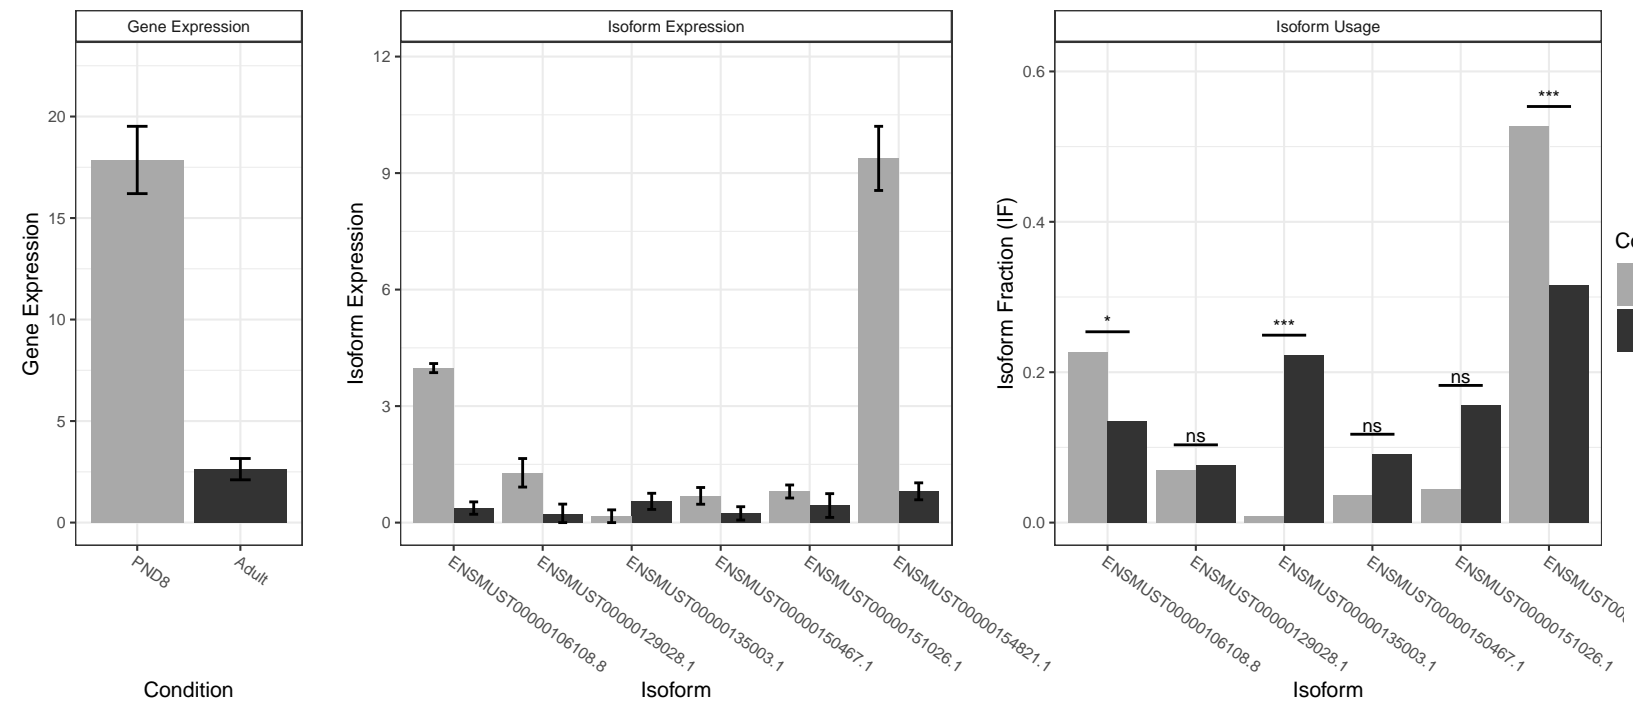 Gene Expression
Isoform Expression
Isoform Usage
Gene Expression
20
15
10
5
0
PND8
Adult
Condition
Isoform Expression
12
9
6
3
0
ENSMUST00000106108.8
ENSMUST00000129028.1
ENSMUST00000135003.1
ENSMUST00000150467.1
ENSMUST00000151026.1
ENSMUST00000154821.1
Isoform
Isoform Fraction (IF)
0.6
0.4
0.2
0.0
*
ns
***
ns
ns
***
ENSMUST00000106108.8
ENSMUST00000129028.1
ENSMUST00000135003.1
ENSMUST00000150467.1
ENSMUST00000151026.1
Isoform